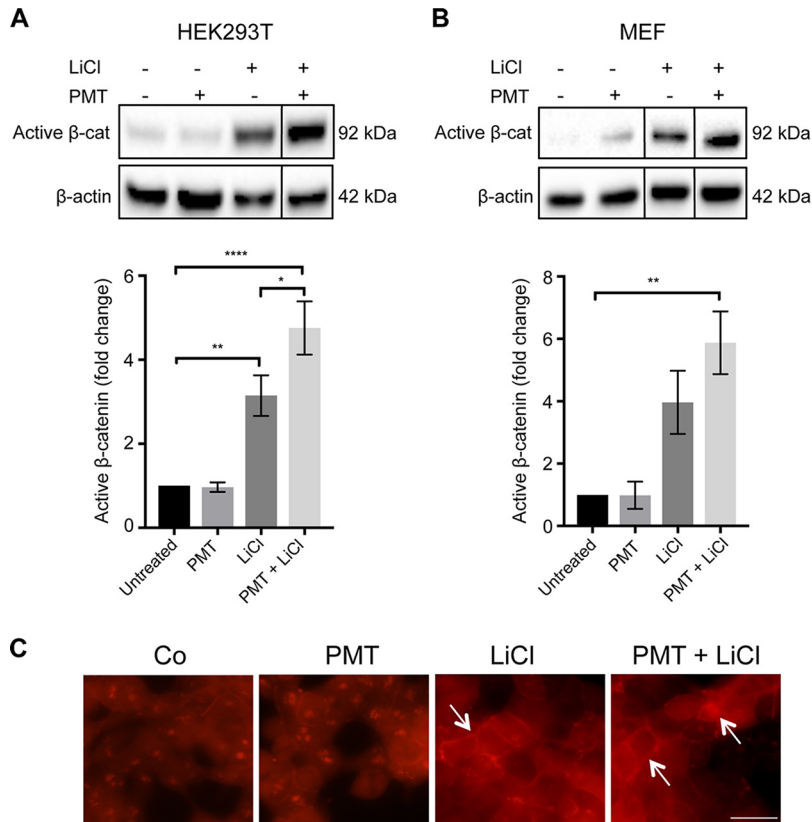 A
HEK293T
LiCl - - + +
PMT - + - +
Active β-cat 92 kDa
β-actin 42 kDa
****
*
**
Active β-catenin (fold change)
6
4
2
0
Untreated
PMT
LiCl
PMT + LiCl
B
MEF
LiCl - - + +
PMT - + - +
Active β-cat 92 kDa
β-actin 42 kDa
**
Active β-catenin (fold change)
8
6
4
2
0
Untreated
PMT
LiCl
PMT + LiCl
C
Co PMT LiCl PMT + LiCl